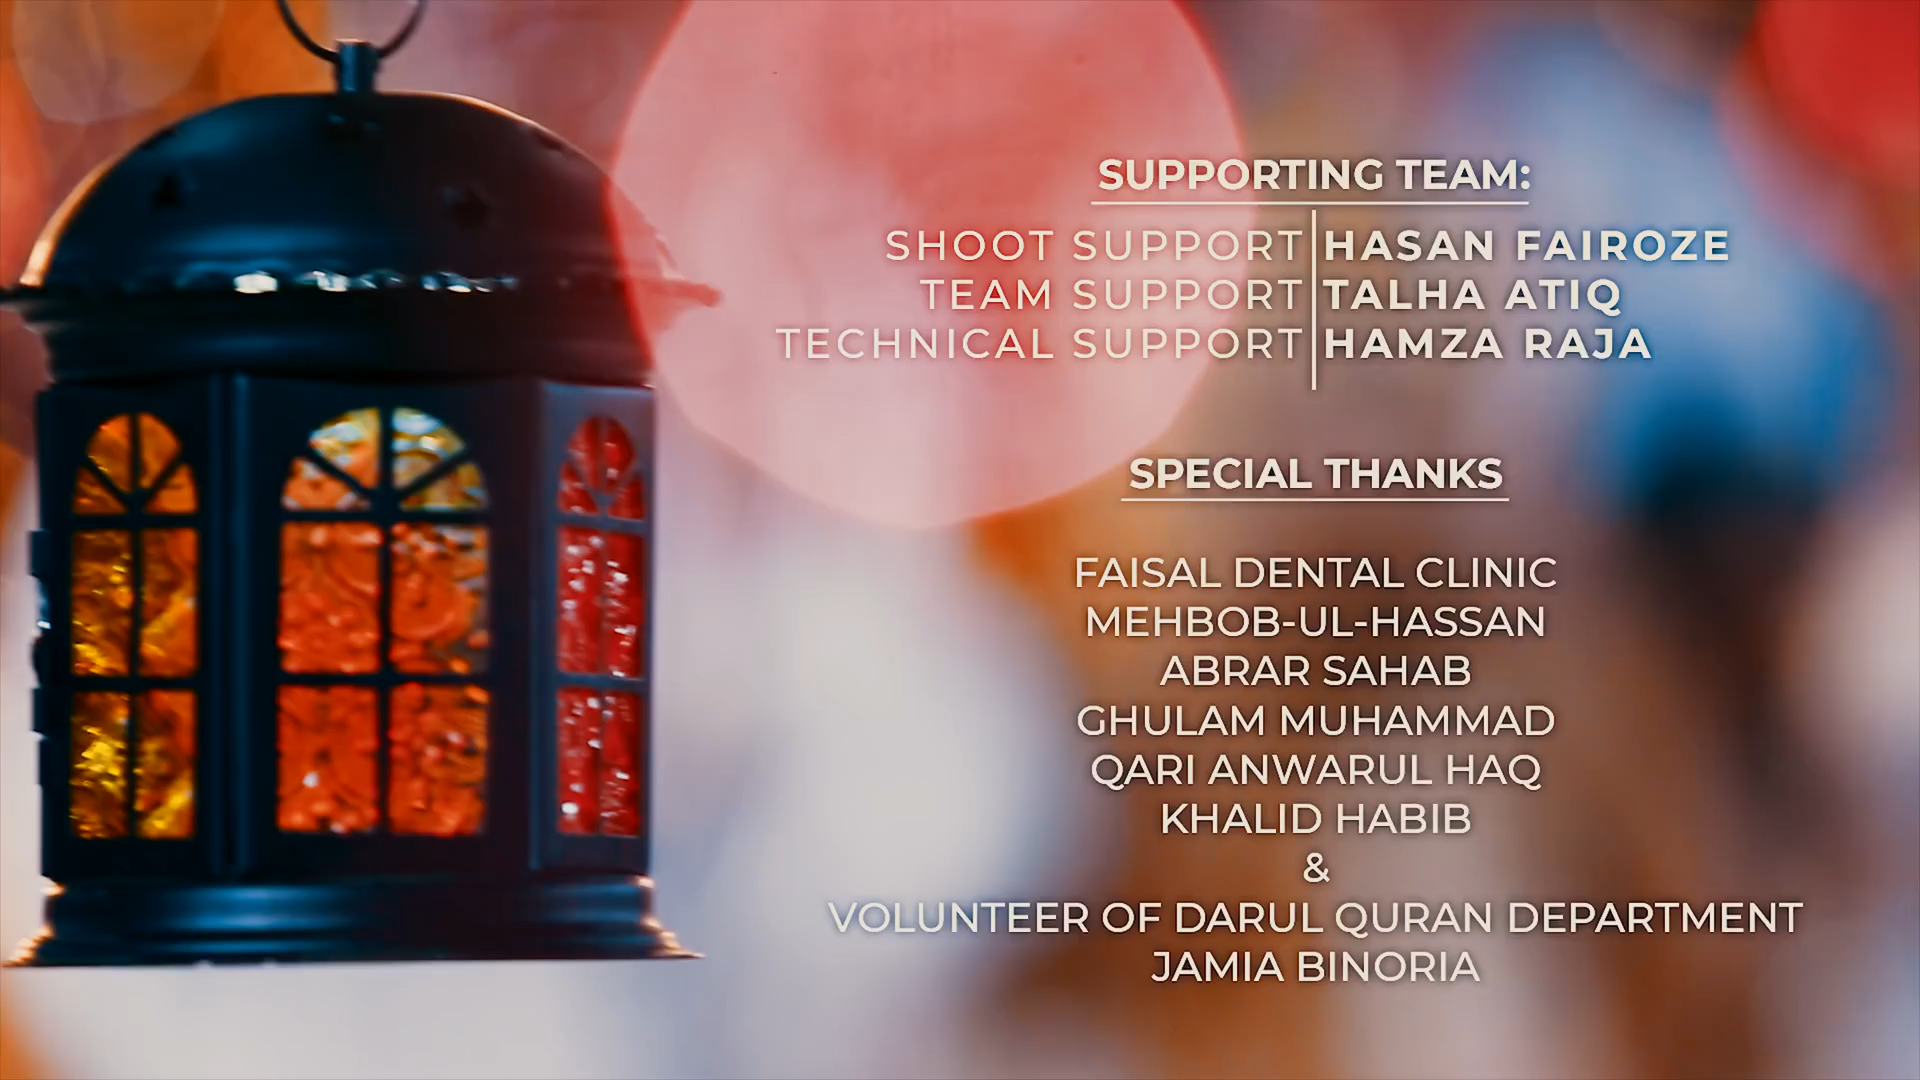 SUPPORTING TEAM:
SHOOT SUPPORT HASAN FAIROZE
TEAM SUPPORT TALHA ATIQ
TECHNICAL SUPPORT HAMZA RAJA
SPECIAL THANKS
FAISAL DENTAL CLINIC
MEHBOB-UL-HASSAN
ABRAR SAHAB
GHULAM MUHAMMAD
QARI ANWARUL HAQ
KHALID HABIB
&
VOLUNTEER OF DARUL QURAN DEPARTMENT
JAMIA BINORIA